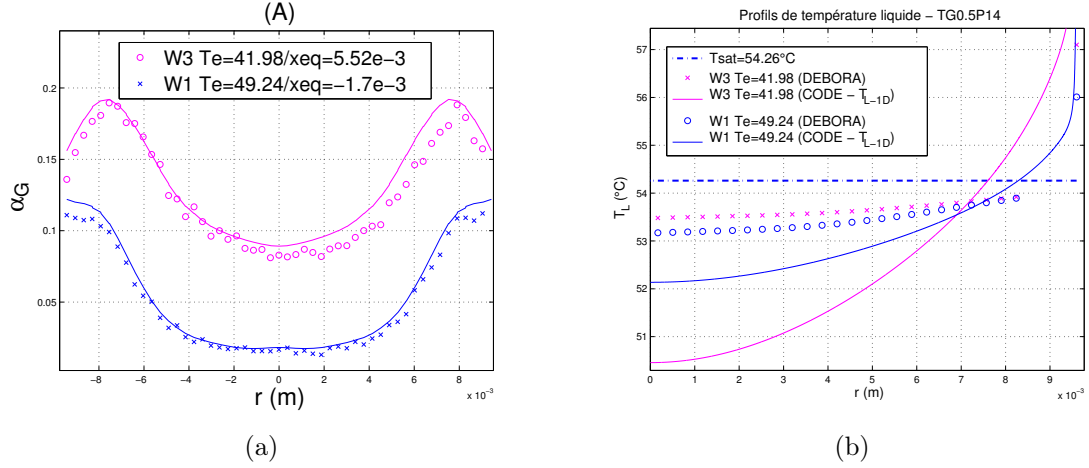 (A)
W3 Te=41.98/xeq=5.52e-3
W1 Te=49.24/xeq=-1.7e-3
0.2
0.15
0.1
0.05
α_G
-8 -6 -4 -2 0 2 4 6 8
r (m)
x 10^-3
(a)
Profils de température liquide - TG0.5P14
Tsat=54.26°C
W3 Te=41.98 (DEBORA)
W3 Te=41.98 (CODE - T_L-1D)
W1 Te=49.24 (DEBORA)
W1 Te=49.24 (CODE - T_L-1D)
57
56
55
54
53
52
51
50
T_L (°C)
0 1 2 3 4 5 6 7 8 9
r (m)
x 10^-3
(b)